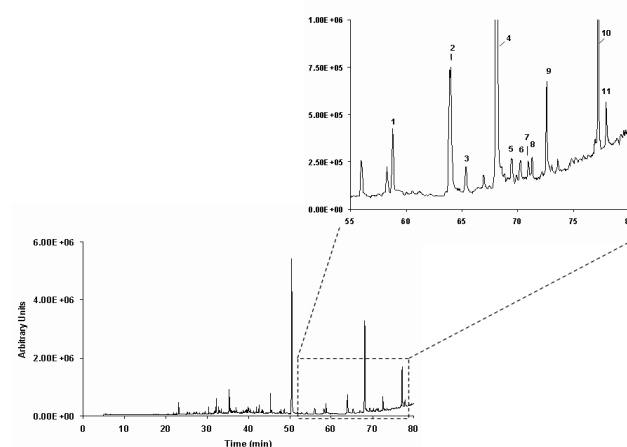 1.00E +06
7.50E +05
5.00E +05
2.50E +05
0.00E +00
1
2
3
4
5
6
7
8
9
10
11
55 60 65 70 75 8
6.00E +06
4.00E +06
2.00E +06
0.00E +00
Arbitrary Units
0 10 20 30 40 50 60 70 80
Time (min)